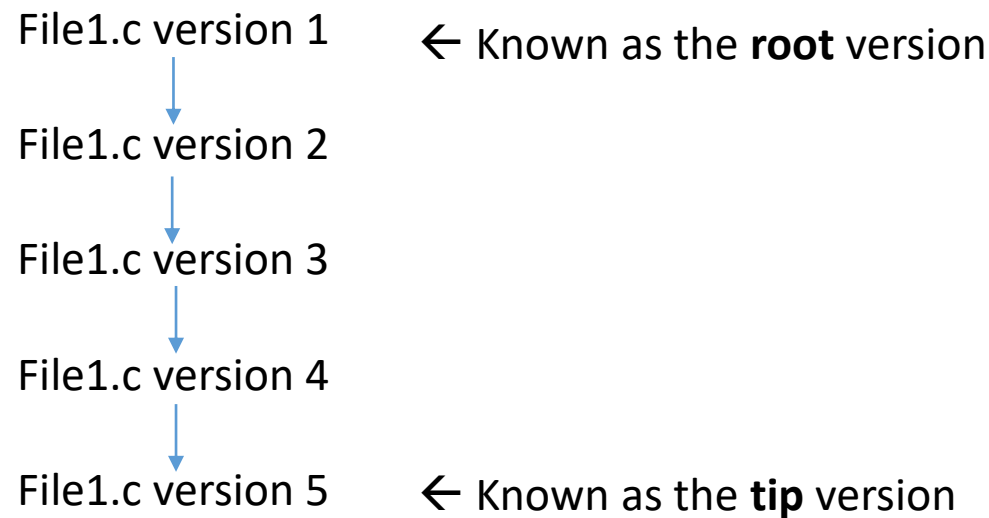 File1.c version 1 ← Known as the root version
File1.c version 2
File1.c version 3
File1.c version 4
File1.c version 5 ← Known as the tip version